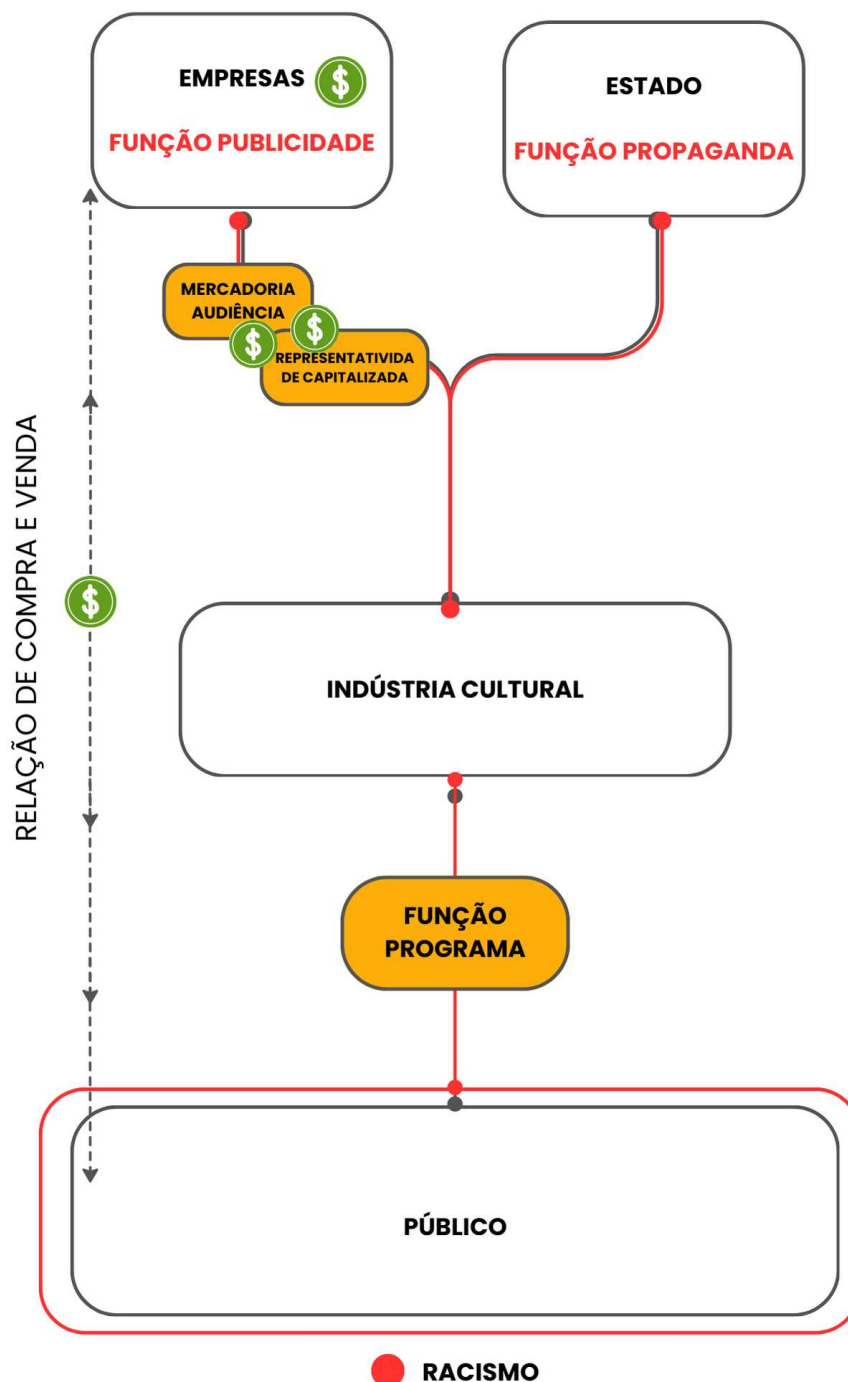 EMPRESAS $
FUNÇÃO PUBLICIDADE
ESTADO
FUNÇÃO PROPAGANDA
MERCADORIA
AUDIÊNCIA
$
$
REPRESENTATIVIDA
DE CAPITALIZADA
RELAÇÃO DE COMPRA E VENDA
$
INDÚSTRIA CULTURAL
FUNÇÃO
PROGRAMA
PÚBLICO
RACISMO